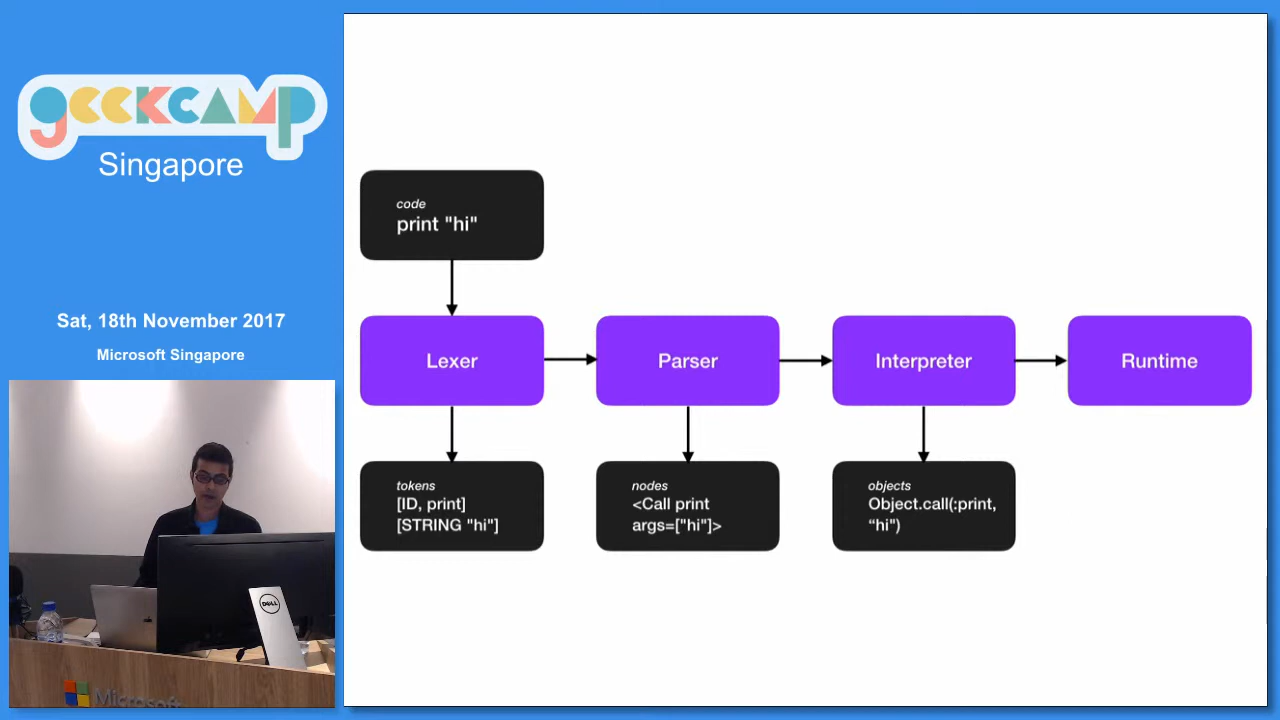 geekcamp
Singapore
Sat, 18th November 2017
Microsoft Singapore
DELL
Microsoft
code
print "hi"
Lexer
Parser
Interpreter
Runtime
tokens
[ID, print]
[STRING "hi"]
nodes
<Call print
args=["hi"]>
objects
Object.call(:print,
“hi")